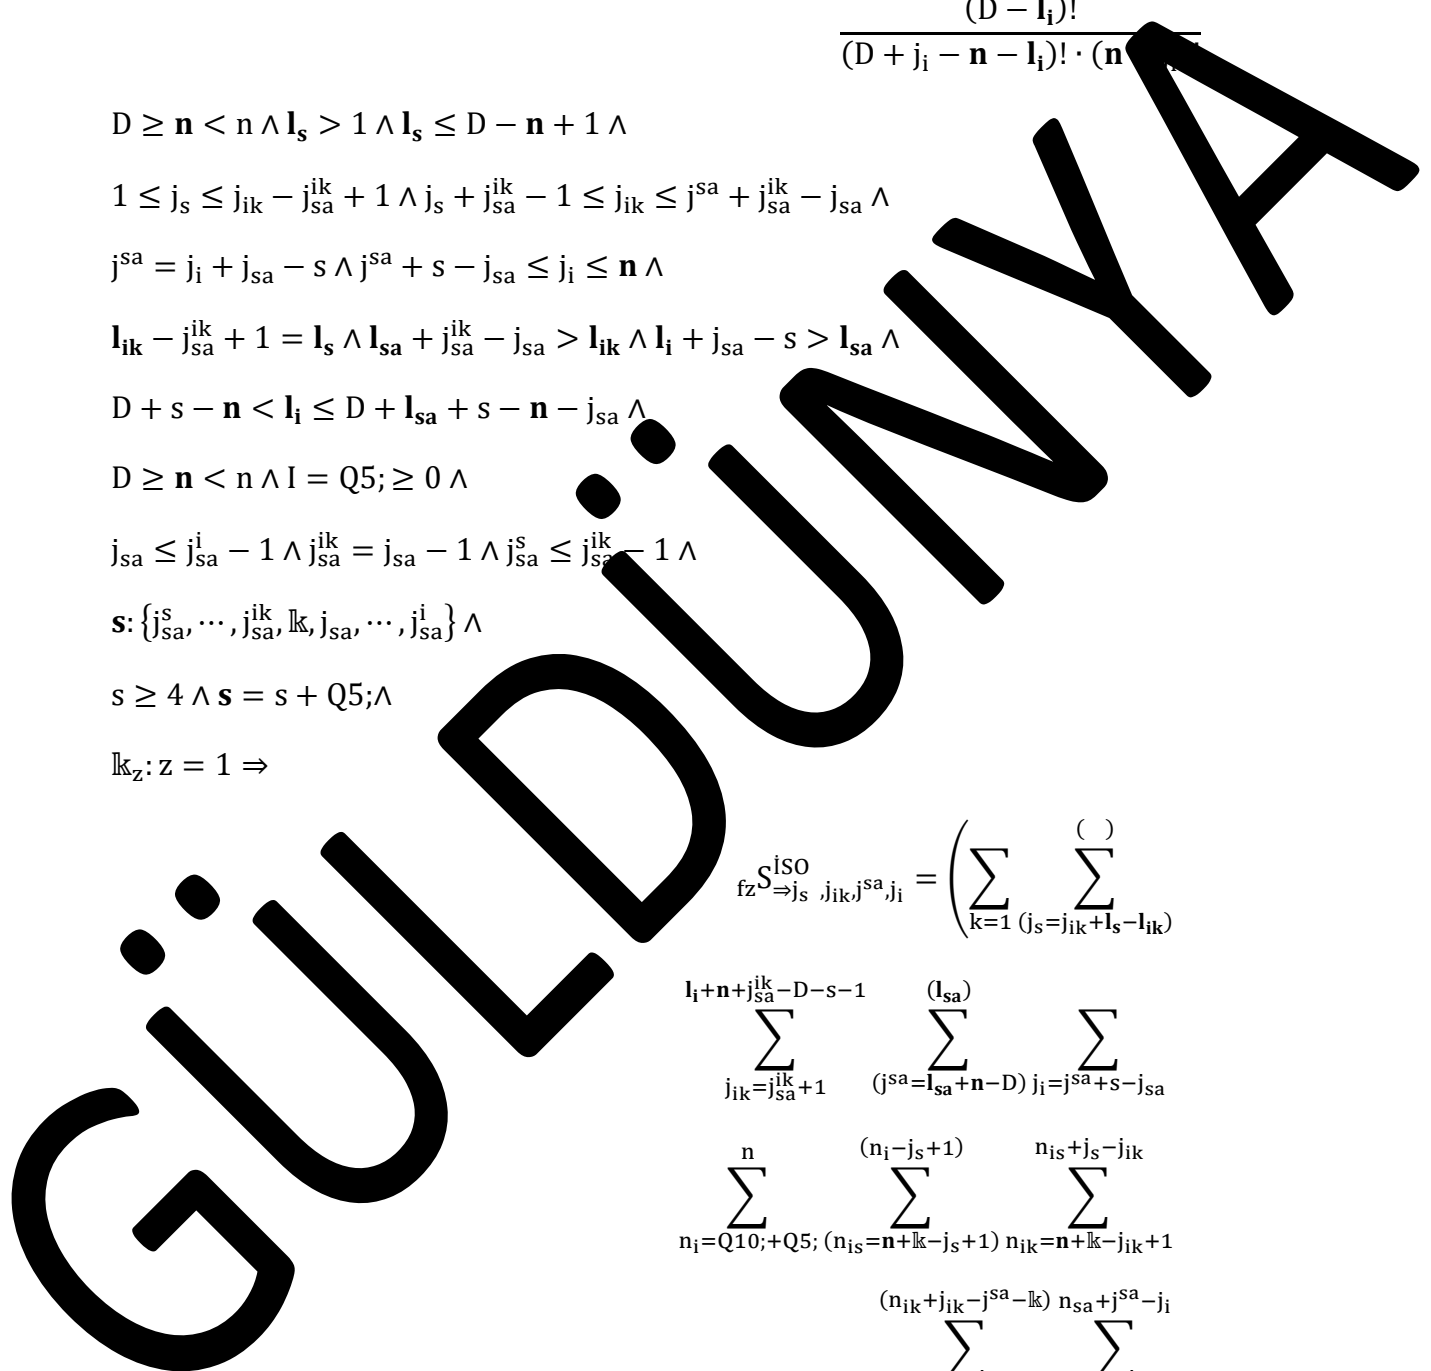 (D − lᵢ)!
(D + jᵢ − n − lᵢ)! · (n
D ≥ n < n ∧ l_s > 1 ∧ l_s ≤ D − n + 1 ∧
1 ≤ j_s ≤ j_ik − j_sa^ik + 1 ∧ j_s + j_sa^ik − 1 ≤ j_ik ≤ j^sa + j_sa^ik − j_sa ∧
j^sa = j_i + j_sa − s ∧ j^sa + s − j_sa ≤ j_i ≤ n ∧
l_ik − j_sa^ik + 1 = l_s ∧ l_sa + j_sa^ik − j_sa > l_ik ∧ l_i + j_sa − s > l_sa ∧
D + s − n < l_i ≤ D + l_sa + s − n − j_sa ∧
D ≥ n < n ∧ I = Q5; ≥ 0 ∧
j_sa ≤ j_sa^i − 1 ∧ j_sa^ik = j_sa − 1 ∧ j_sa^s ≤ j_sa^ik − 1 ∧
s: {j_sa^s, ⋯ , j_sa^ik, 𝕜, j_sa, ⋯ , j_sa^i} ∧
s ≥ 4 ∧ s = s + Q5; ∧
𝕜_z: z = 1 ⇒
( )
fzS^İSO_⇒j_s ,j_ik,j^sa,j_i = ( ∑ ∑
k=1 (j_s=j_ik+l_s−l_ik)
l_i+n+j_sa^ik−D−s−1 (l_sa)
∑ ∑ ∑
j_ik=j_sa^ik+1 (j^sa=l_sa+n−D) j_i=j^sa+s−j_sa
n (n_i−j_s+1) n_is+j_s−j_ik
∑ ∑ ∑
n_i=Q10;+Q5; (n_is=n+𝕜−j_s+1) n_ik=n+𝕜−j_ik+1
(n_ik+j_ik−j^sa−𝕜) n_sa+j^sa−j_i
∑ ∑
GÜLDÜNYA